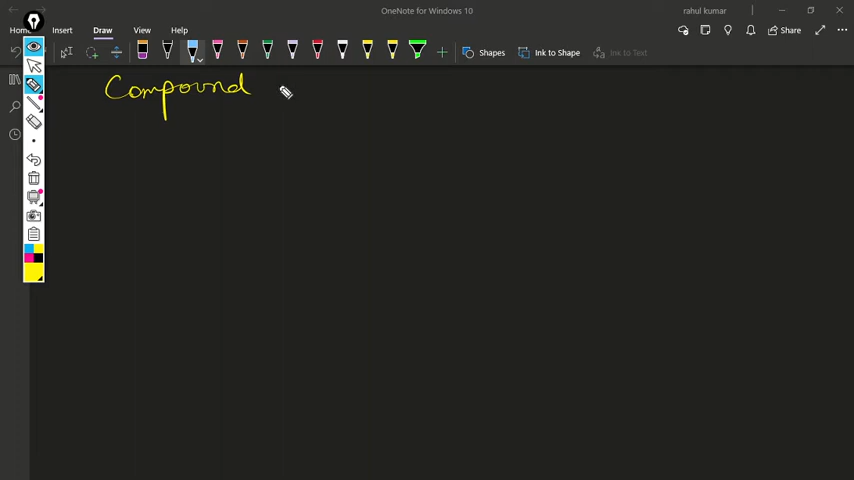 OneNote for Windows 10
rahul kumar
Home
Insert
Draw
View
Help
Share
Shapes
Ink to Shape
Ink to Text
Compound